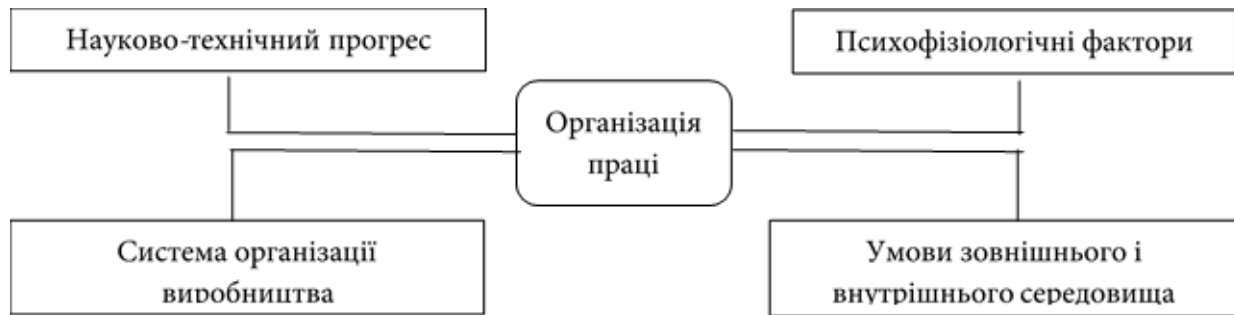 Науково-технічний прогрес
Психофізіологічні фактори
Організація
праці
Система організації
виробництва
Умови зовнішнього і
внутрішнього середовища